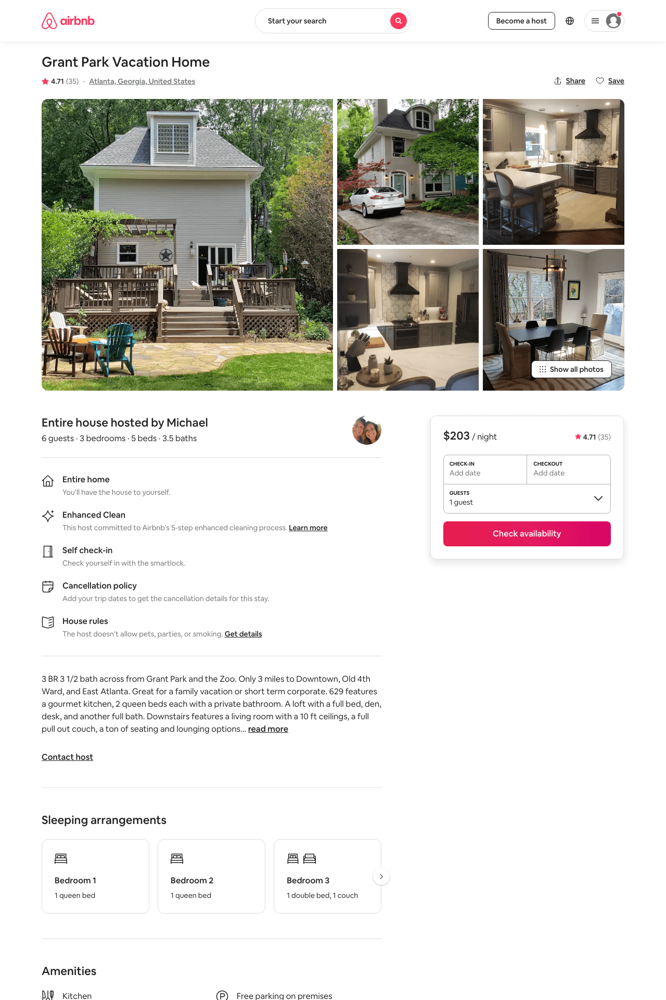 airbnb
Start your search
Become a host
Grant Park Vacation Home
4.71 (35) · Atlanta, Georgia, United States
Share
Save
Show all photos
Entire house hosted by Michael
6 guests · 3 bedrooms · 5 beds · 3.5 baths
$203 / night
4.71 (35)
CHECK-IN
Add date
CHECKOUT
Add date
GUESTS
1 guest
Check availability
Entire home
You'll have the house to yourself.
Enhanced Clean
This host committed to Airbnb's 5-step enhanced cleaning process. Learn more
Self check-in
Check yourself in with the smartlock.
Cancellation policy
Add your trip dates to get the cancellation details for this stay.
House rules
The host doesn't allow pets, parties, or smoking. Get details
3 BR 3 1/2 bath across from Grant Park and the Zoo. Only 3 miles to Downtown, Old 4th
Ward, and East Atlanta. Great for a family vacation or short term corporate. 629 features
a gourmet kitchen, 2 queen beds each with a private bathroom. A loft with a full bed, den,
desk, and another full bath. Downstairs features a living room with a 10 ft ceilings, a full
pull out couch, a ton of seating and lounging options... read more
Contact host
Sleeping arrangements
Bedroom 1
1 queen bed
Bedroom 2
1 queen bed
Bedroom 3
1 double bed, 1 couch
Amenities
Kitchen
Free parking on premises